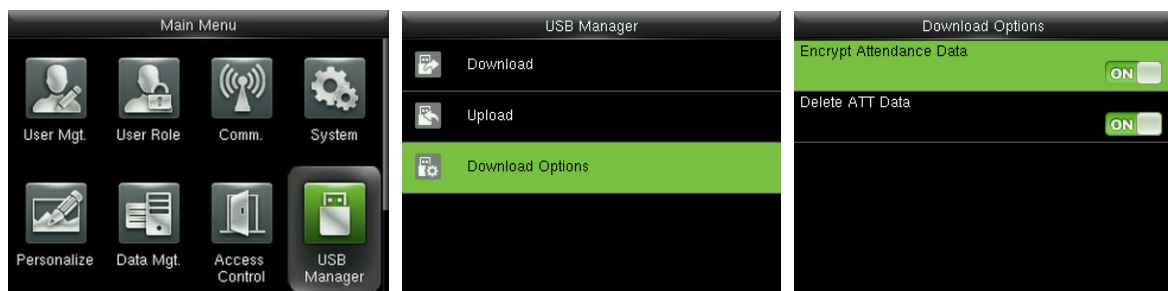 Main Menu
User Mgt.
User Role
Comm.
System
Personalize
Data Mgt.
Access
Control
USB
Manager
USB Manager
Download
Upload
Download Options
Download Options
Encrypt Attendance Data
ON
Delete ATT Data
ON